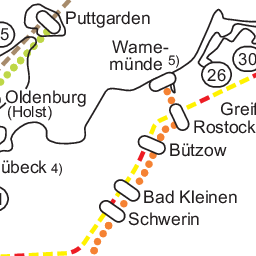 Puttgarden
5
Warne-
münde 5)
30
26
Oldenburg
(Holst)
Greif
Rostock
übeck 4)
Bützow
Bad Kleinen
Schwerin